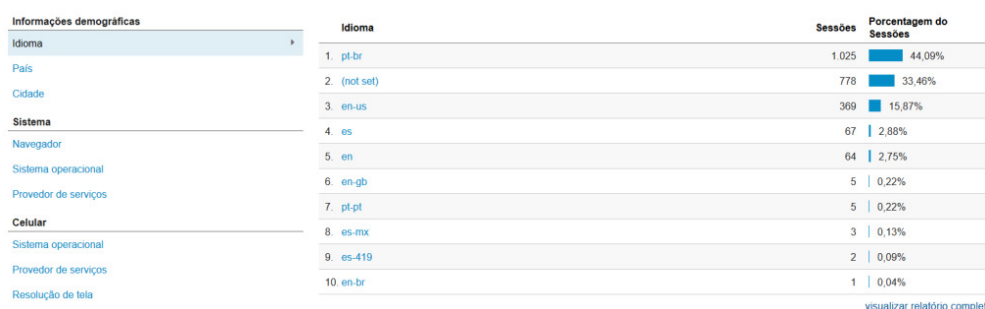 Informações demográficas
Idioma
País
Cidade
Sistema
Navegador
Sistema operacional
Provedor de serviços
Celular
Sistema operacional
Provedor de serviços
Resolução de tela
Idioma Sessões Porcentagem do Sessões
1. pt-br 1.025 44,09%
2. (not set) 778 33,46%
3. en-us 369 15,87%
4. es 67 2,88%
5. en 64 2,75%
6. en-gb 5 0,22%
7. pt-pt 5 0,22%
8. es-mx 3 0,13%
9. es-419 2 0,09%
10. en-br 1 0,04%
visualizar relatório complet